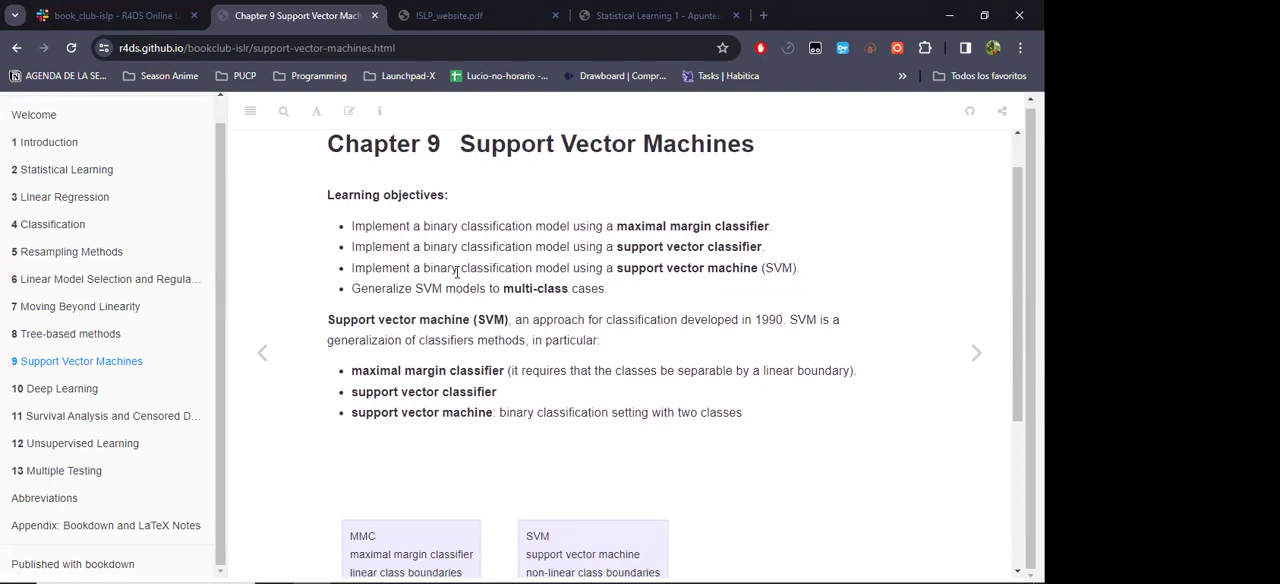 book_club-islp - R4DS Online L
Chapter 9 Support Vector Mach
ISLP_website.pdf
Statistical Learning 1 - Apuntes
r4ds.github.io/bookclub-islr/support-vector-machines.html
AGENDA DE LA SE...
Season Anime
PUCP
Programming
Launchpad-X
Lucio-no-horario -...
Drawboard | Compr...
Tasks | Habitica
Todos los favoritos
Welcome
1 Introduction
2 Statistical Learning
3 Linear Regression
4 Classification
5 Resampling Methods
6 Linear Model Selection and Regula...
7 Moving Beyond Linearity
8 Tree-based methods
9 Support Vector Machines
10 Deep Learning
11 Survival Analysis and Censored D...
12 Unsupervised Learning
13 Multiple Testing
Abbreviations
Appendix: Bookdown and LaTeX Notes
Published with bookdown
Chapter 9 Support Vector Machines
Learning objectives:
• Implement a binary classification model using a maximal margin classifier.
• Implement a binary classification model using a support vector classifier.
• Implement a binary classification model using a support vector machine (SVM).
• Generalize SVM models to multi-class cases.
Support vector machine (SVM), an approach for classification developed in 1990. SVM is a
generalizaion of classifiers methods, in particular:
• maximal margin classifier (it requires that the classes be separable by a linear boundary).
• support vector classifier
• support vector machine: binary classification setting with two classes
MMC
maximal margin classifier
linear class boundaries
SVM
support vector machine
non-linear class boundaries